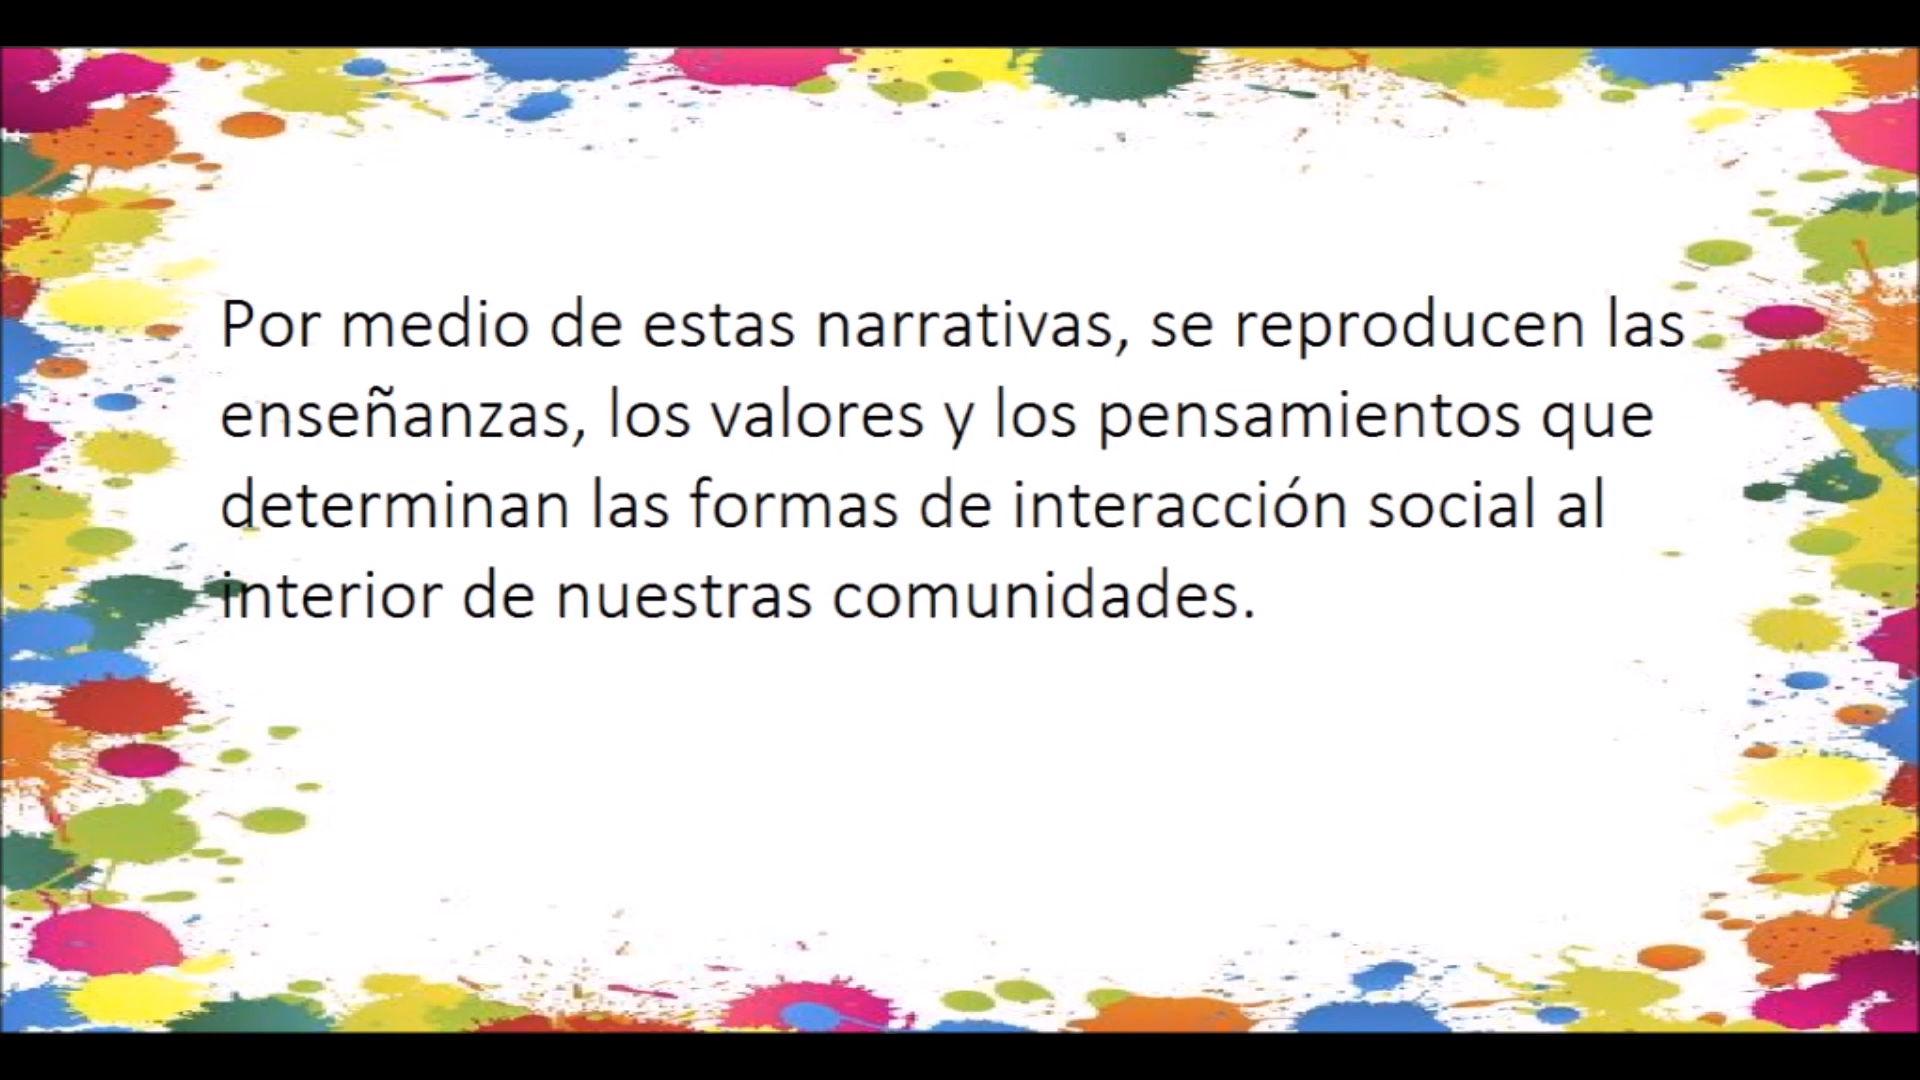 Por medio de estas narrativas, se reproducen las
enseñanzas, los valores y los pensamientos que
determinan las formas de interacción social al
interior de nuestras comunidades.